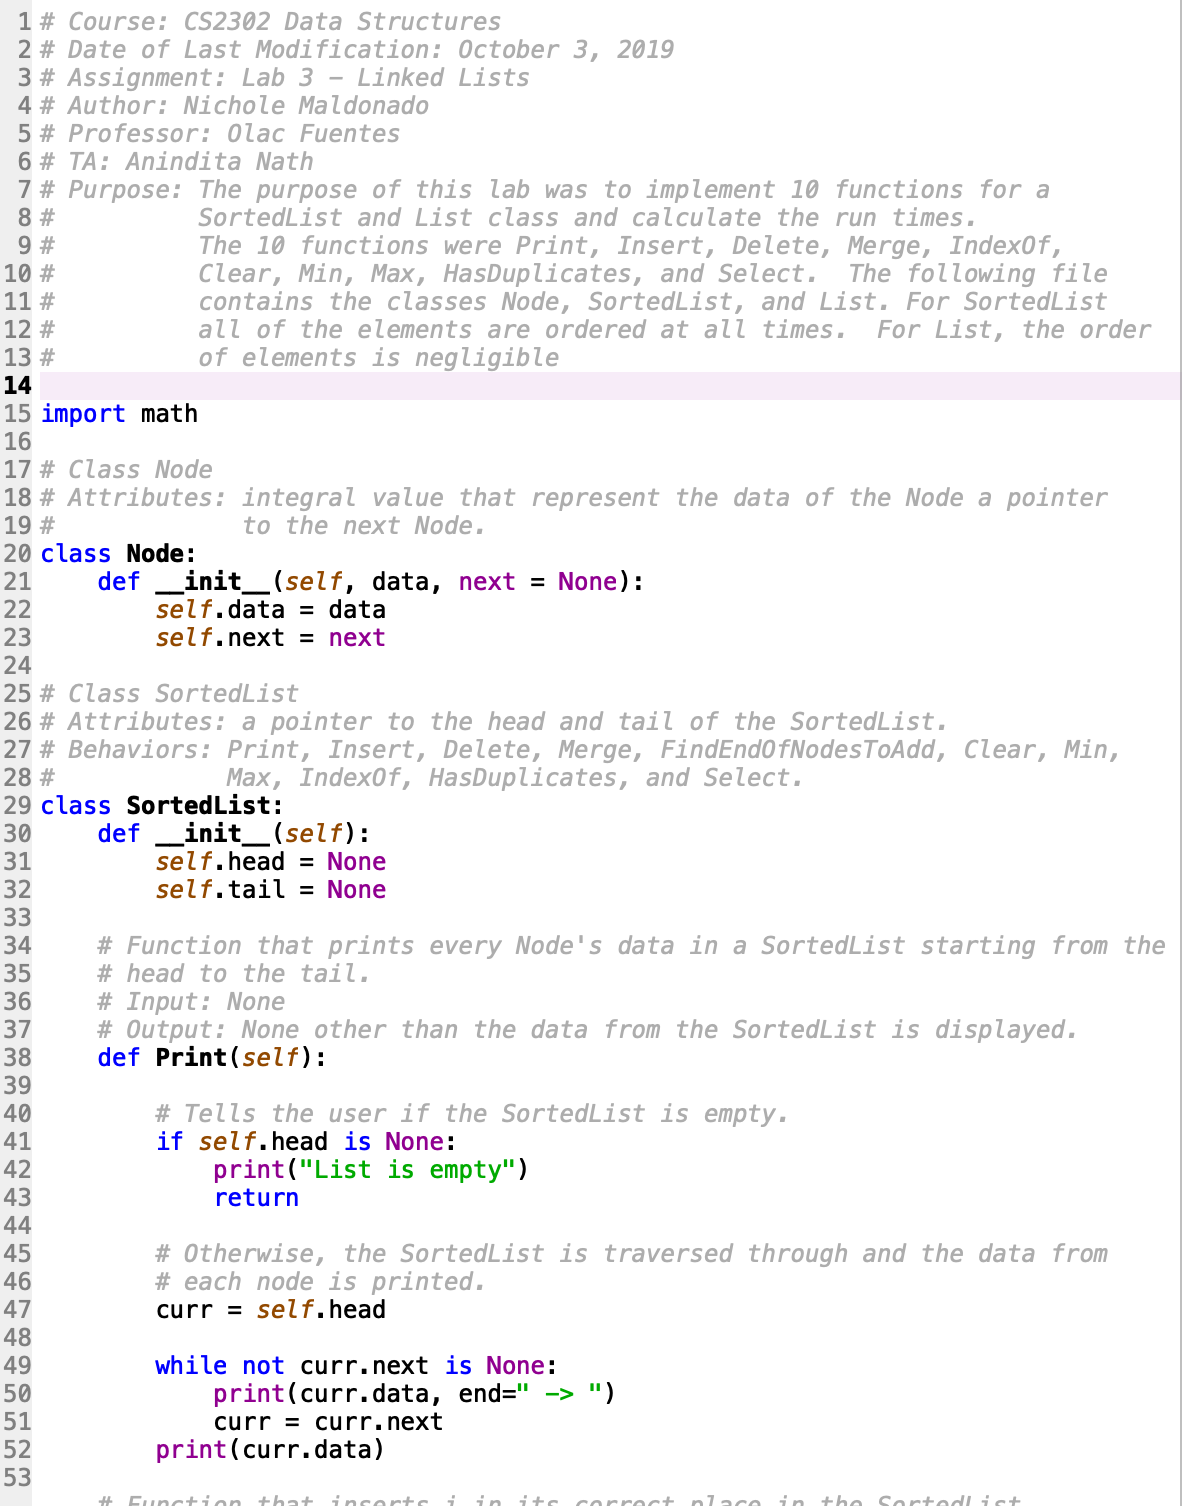 1 # Course: CS2302 Data Structures
2 # Date of Last Modification: October 3, 2019
3 # Assignment: Lab 3 – Linked Lists
4 # Author: Nichole Maldonado
5 # Professor: Olac Fuentes
6 # TA: Anindita Nath
7 # Purpose: The purpose of this lab was to implement 10 functions for a
8 #          SortedList and List class and calculate the run times.
9 #          The 10 functions were Print, Insert, Delete, Merge, IndexOf,
10 #          Clear, Min, Max, HasDuplicates, and Select.  The following file
11 #          contains the classes Node, SortedList, and List. For SortedList
12 #          all of the elements are ordered at all times.  For List, the order
13 #          of elements is negligible
14
15 import math
16
17 # Class Node
18 # Attributes: integral value that represent the data of the Node a pointer
19 #             to the next Node.
20 class Node:
21     def __init__(self, data, next = None):
22         self.data = data
23         self.next = next
24
25 # Class SortedList
26 # Attributes: a pointer to the head and tail of the SortedList.
27 # Behaviors: Print, Insert, Delete, Merge, FindEndOfNodesToAdd, Clear, Min,
28 #            Max, IndexOf, HasDuplicates, and Select.
29 class SortedList:
30     def __init__(self):
31         self.head = None
32         self.tail = None
33
34     # Function that prints every Node's data in a SortedList starting from the
35     # head to the tail.
36     # Input: None
37     # Output: None other than the data from the SortedList is displayed.
38     def Print(self):
39
40         # Tells the user if the SortedList is empty.
41         if self.head is None:
42             print("List is empty")
43             return
44
45         # Otherwise, the SortedList is traversed through and the data from
46         # each node is printed.
47         curr = self.head
48
49         while not curr.next is None:
50             print(curr.data, end=" –> ")
51             curr = curr.next
52         print(curr.data)
53
# Function that inserts i in its correct place in the SortedList